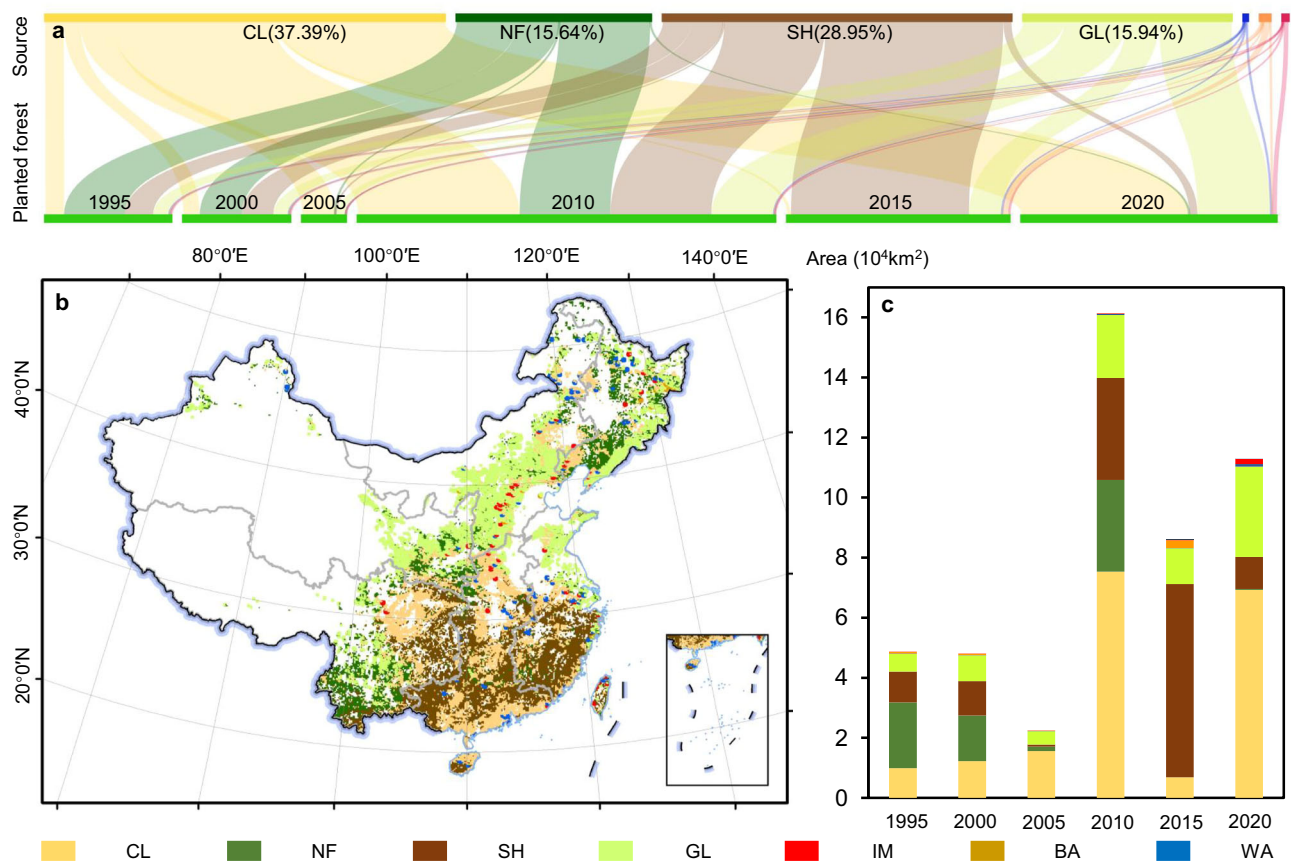 Source
a
CL(37.39%)
NF(15.64%)
SH(28.95%)
GL(15.94%)
Planted forest
1995
2000
2005
2010
2015
2020
80°0′E
100°0′E
120°0′E
140°0′E
Area (10⁴km²)
b
40°0′N
30°0′N
20°0′N
c
16
14
12
10
8
6
4
2
0
1995
2000
2005
2010
2015
2020
CL
NF
SH
GL
IM
BA
WA